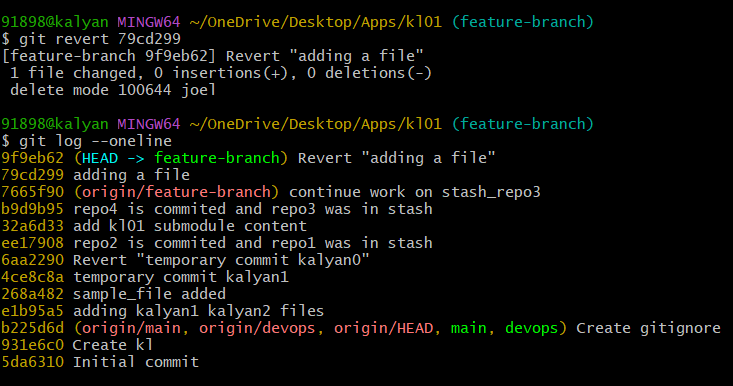 91898@kalyan MINGW64 ~/OneDrive/Desktop/Apps/kl01 (feature-branch)
$ git revert 79cd299
[feature-branch 9f9eb62] Revert "adding a file"
 1 file changed, 0 insertions(+), 0 deletions(-)
 delete mode 100644 joel
91898@kalyan MINGW64 ~/OneDrive/Desktop/Apps/kl01 (feature-branch)
$ git log --oneline
9f9eb62 (HEAD -> feature-branch) Revert "adding a file"
79cd299 adding a file
7665f90 (origin/feature-branch) continue work on stash_repo3
b9d9b95 repo4 is commited and repo3 was in stash
32a6d33 add kl01 submodule content
ee17908 repo2 is commited and repo1 was in stash
6aa2290 Revert "temporary commit kalyan0"
4ce8c8a temporary commit kalyan1
268a482 sample_file added
e1b95a5 adding kalyan1 kalyan2 files
b225d6d (origin/main, origin/devops, origin/HEAD, main, devops) Create gitignore
931e6c0 Create kl
5da6310 Initial commit